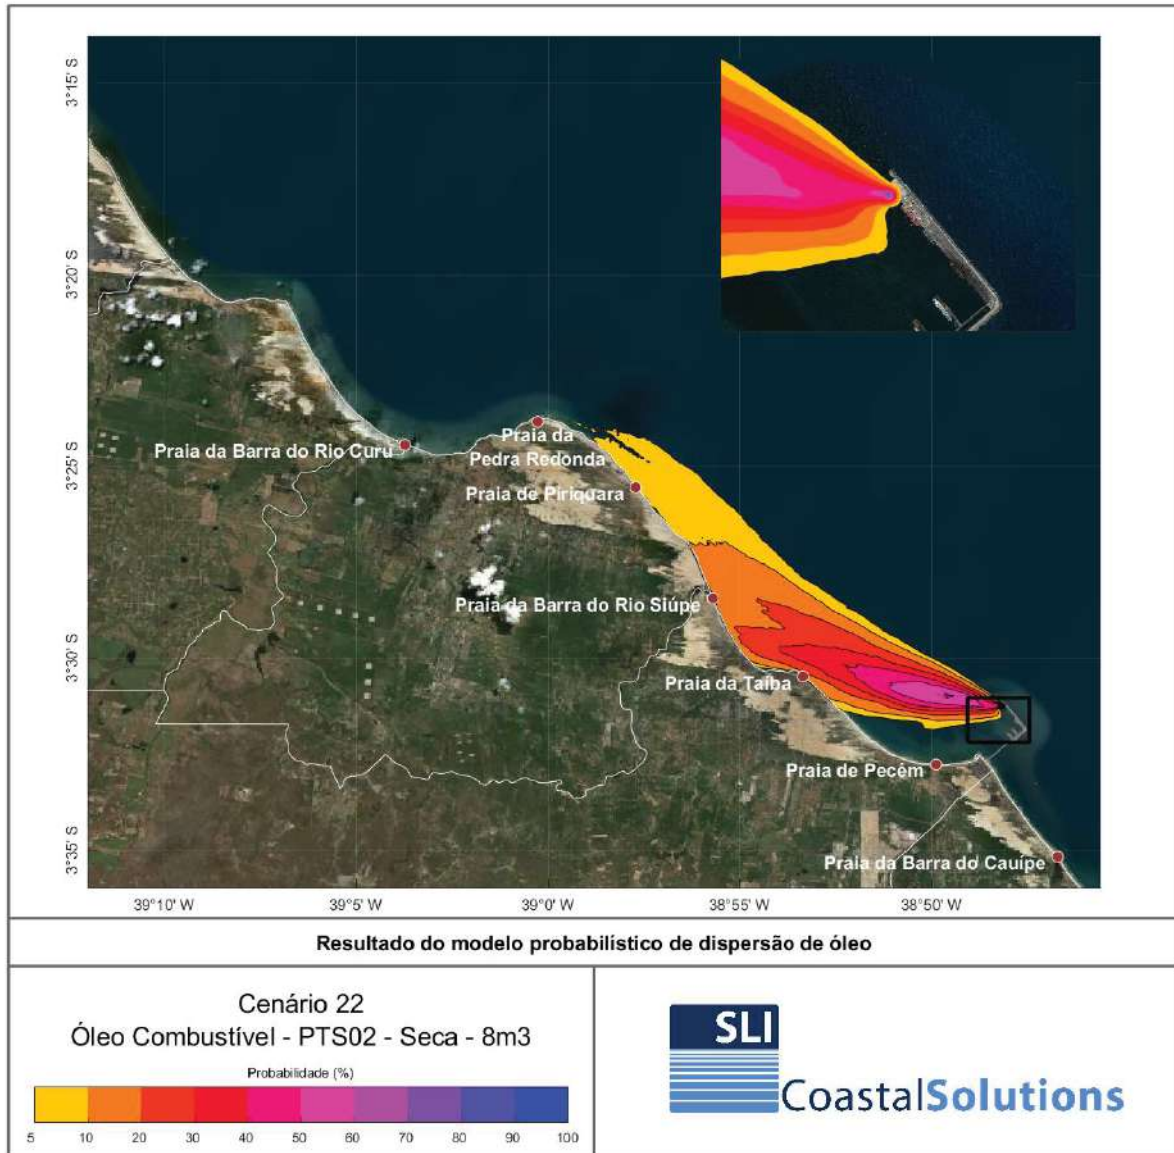 3°15' S
3°20' S
3°25' S
3°30' S
3°35' S
Praia da Barra do Rio Curu
Praia da
Pedra Redonda
Praia de Piriquara
Praia da Barra do Rio Siúpe
Praia da Taíba
Praia de Pecém
Praia da Barra do Cauípe
39°10' W
39°5' W
39°0' W
38°55' W
38°50' W
Resultado do modelo probabilístico de dispersão de óleo
Cenário 22
Óleo Combustível - PTS02 - Seca - 8m3
Probabilidade (%)
5 10 20 30 40 50 60 70 80 90 100
SLI
CoastalSolutions